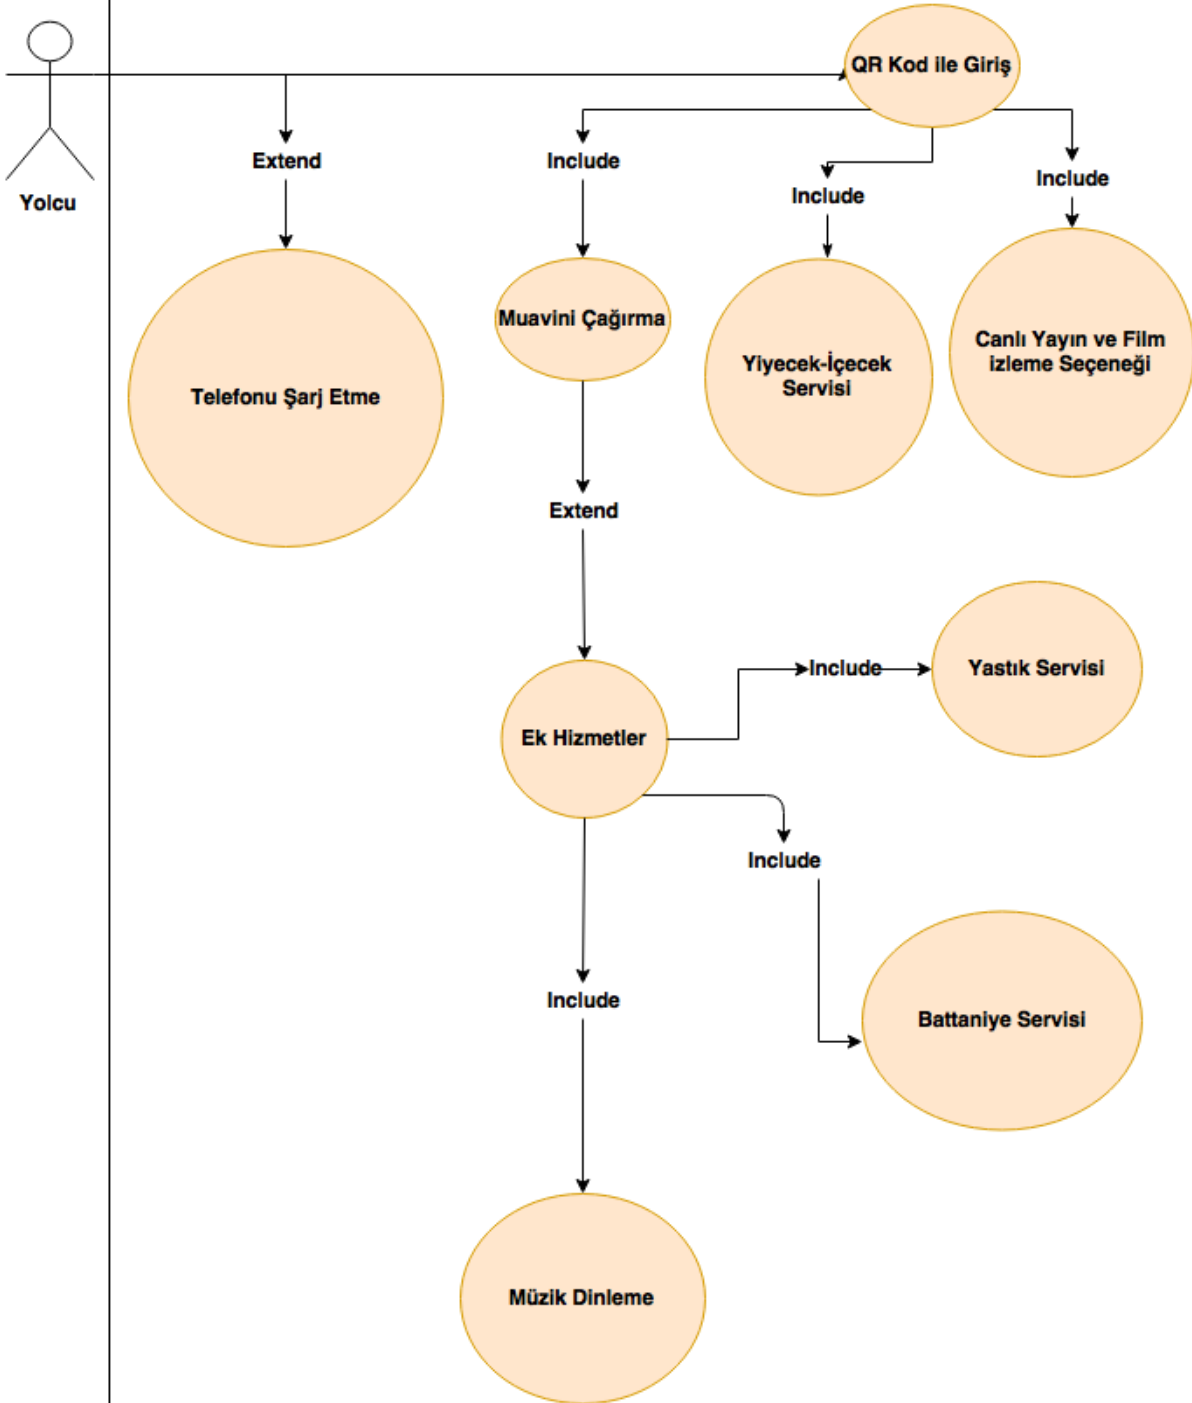 QR Kod ile Giriş
Extend
Include
Include
Include
Yolcu
Muavini Çağırma
Canlı Yayın ve Film
izleme Seçeneği
Yiyecek-İçecek
Servisi
Telefonu Şarj Etme
Extend
Include
Yastık Servisi
Ek Hizmetler
Include
Include
Battaniye Servisi
Müzik Dinleme